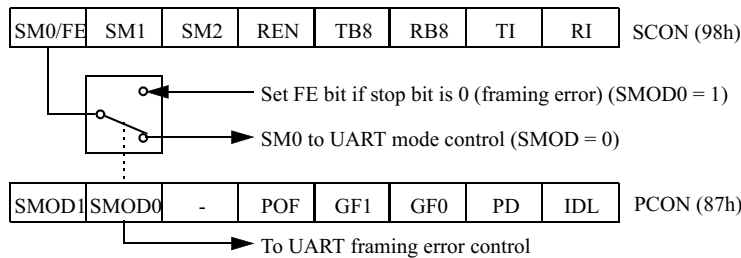 SM0/FE SM1 SM2 REN TB8 RB8 TI RI SCON (98h)
Set FE bit if stop bit is 0 (framing error) (SMOD0 = 1)
SM0 to UART mode control (SMOD = 0)
SMOD1 SMOD0 - POF GF1 GF0 PD IDL PCON (87h)
To UART framing error control